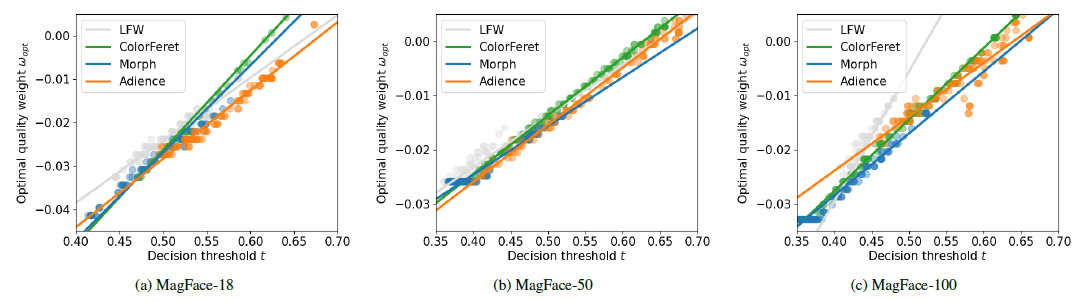 Optimal quality weight ω_opt
0.00
−0.01
−0.02
−0.03
−0.04
LFW
ColorFeret
Morph
Adience
0.40 0.45 0.50 0.55 0.60 0.65 0.70
Decision threshold t
(a) MagFace-18
Optimal quality weight ω_opt
0.00
−0.01
−0.02
−0.03
LFW
ColorFeret
Morph
Adience
0.35 0.40 0.45 0.50 0.55 0.60 0.65 0.70
Decision threshold t
(b) MagFace-50
Optimal quality weight ω_opt
0.00
−0.01
−0.02
−0.03
LFW
ColorFeret
Morph
Adience
0.35 0.40 0.45 0.50 0.55 0.60 0.65 0.70
Decision threshold t
(c) MagFace-100